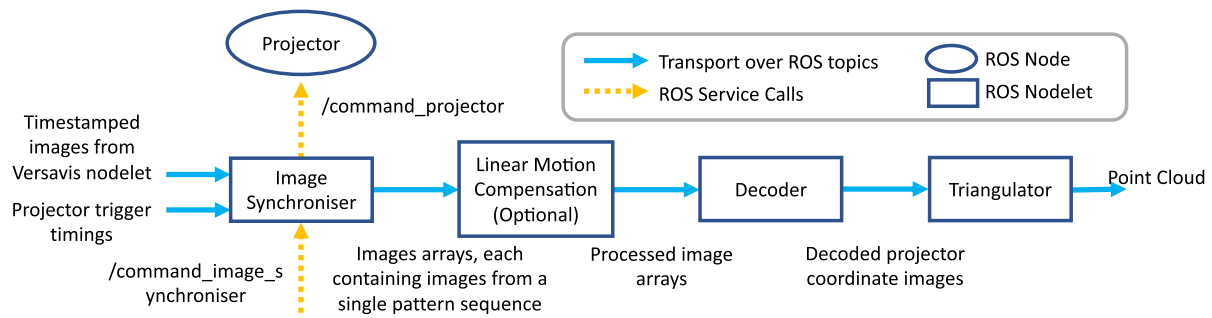 Projector
Transport over ROS topics
ROS Node
ROS Service Calls
ROS Nodelet
/command_projector
Timestamped
images from
Versavis nodelet
Projector trigger
timings
Image
Synchroniser
Linear Motion
Compensation
(Optional)
Decoder
Triangulator
Point Cloud
/command_image_s
ynchroniser
Images arrays, each
containing images from a
single pattern sequence
Processed image
arrays
Decoded projector
coordinate images